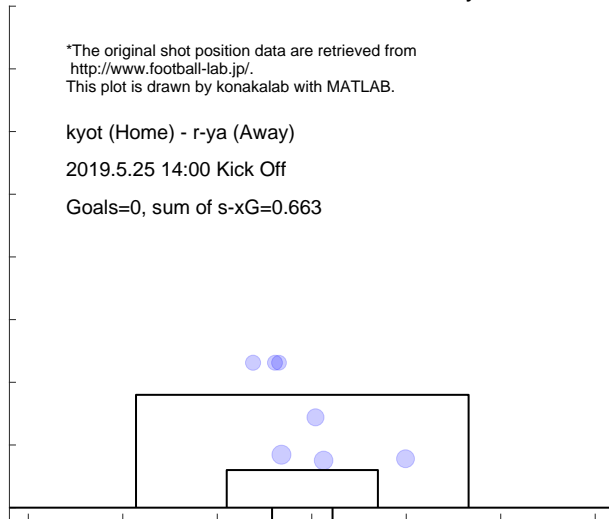 *The original shot position data are retrieved from
http://www.football-lab.jp/.
This plot is drawn by konakalab with MATLAB.
kyot (Home) - r-ya (Away)
2019.5.25 14:00 Kick Off
Goals=0, sum of s-xG=0.663